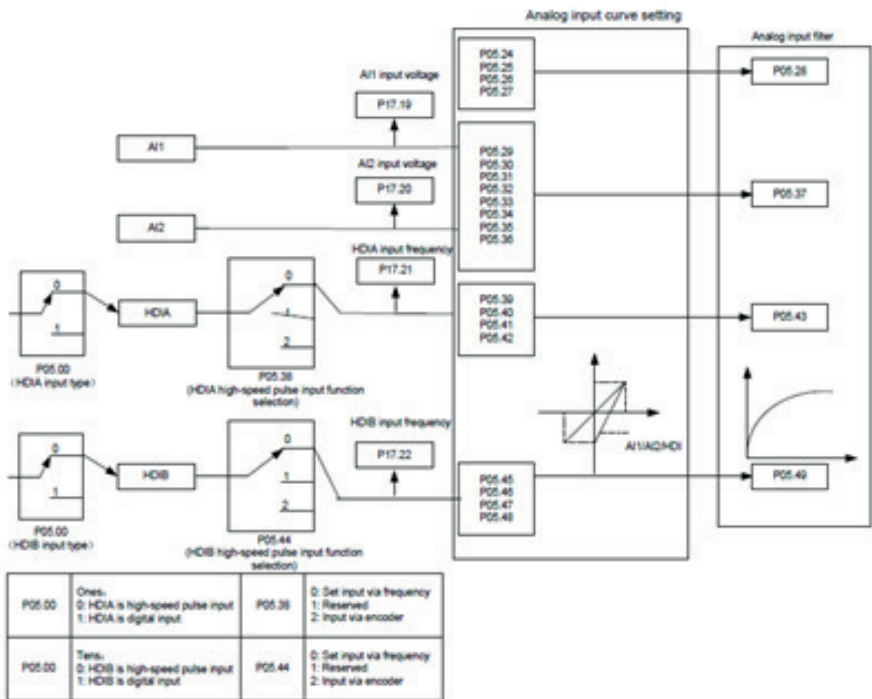 Analog input curve setting
Analog input filter
P05.24
P05.25
P05.26
P05.27
P05.28
AI1 input voltage
P17.19
AI1
P05.29
P05.30
P05.31
P05.32
P05.33
P05.34
P05.35
P05.36
P05.37
AI2 input voltage
P17.20
AI2
HDIA input frequency
P17.21
0
1
HDIA
0
1
2
P05.39
P05.40
P05.41
P05.42
P05.43
P05.00
(HDIA input type)
P05.38
(HDIA high-speed pulse input function
selection)
AI1/AI2/HDI
HDIB input frequency
P17.22
0
1
HDIB
0
1
2
P05.45
P05.46
P05.47
P05.48
P05.49
P05.00
(HDIB input type)
P05.44
(HDIB high-speed pulse input function
selection)
P05.00
Ones:
0: HDIA is high-speed pulse input
1: HDIA is digital input
P05.38
0: Set input via frequency
1: Reserved
2: Input via encoder
P05.00
Tens:
0: HDIB is high-speed pulse input
1: HDIB is digital input
P05.44
0: Set input via frequency
1: Reserved
2: Input via encoder